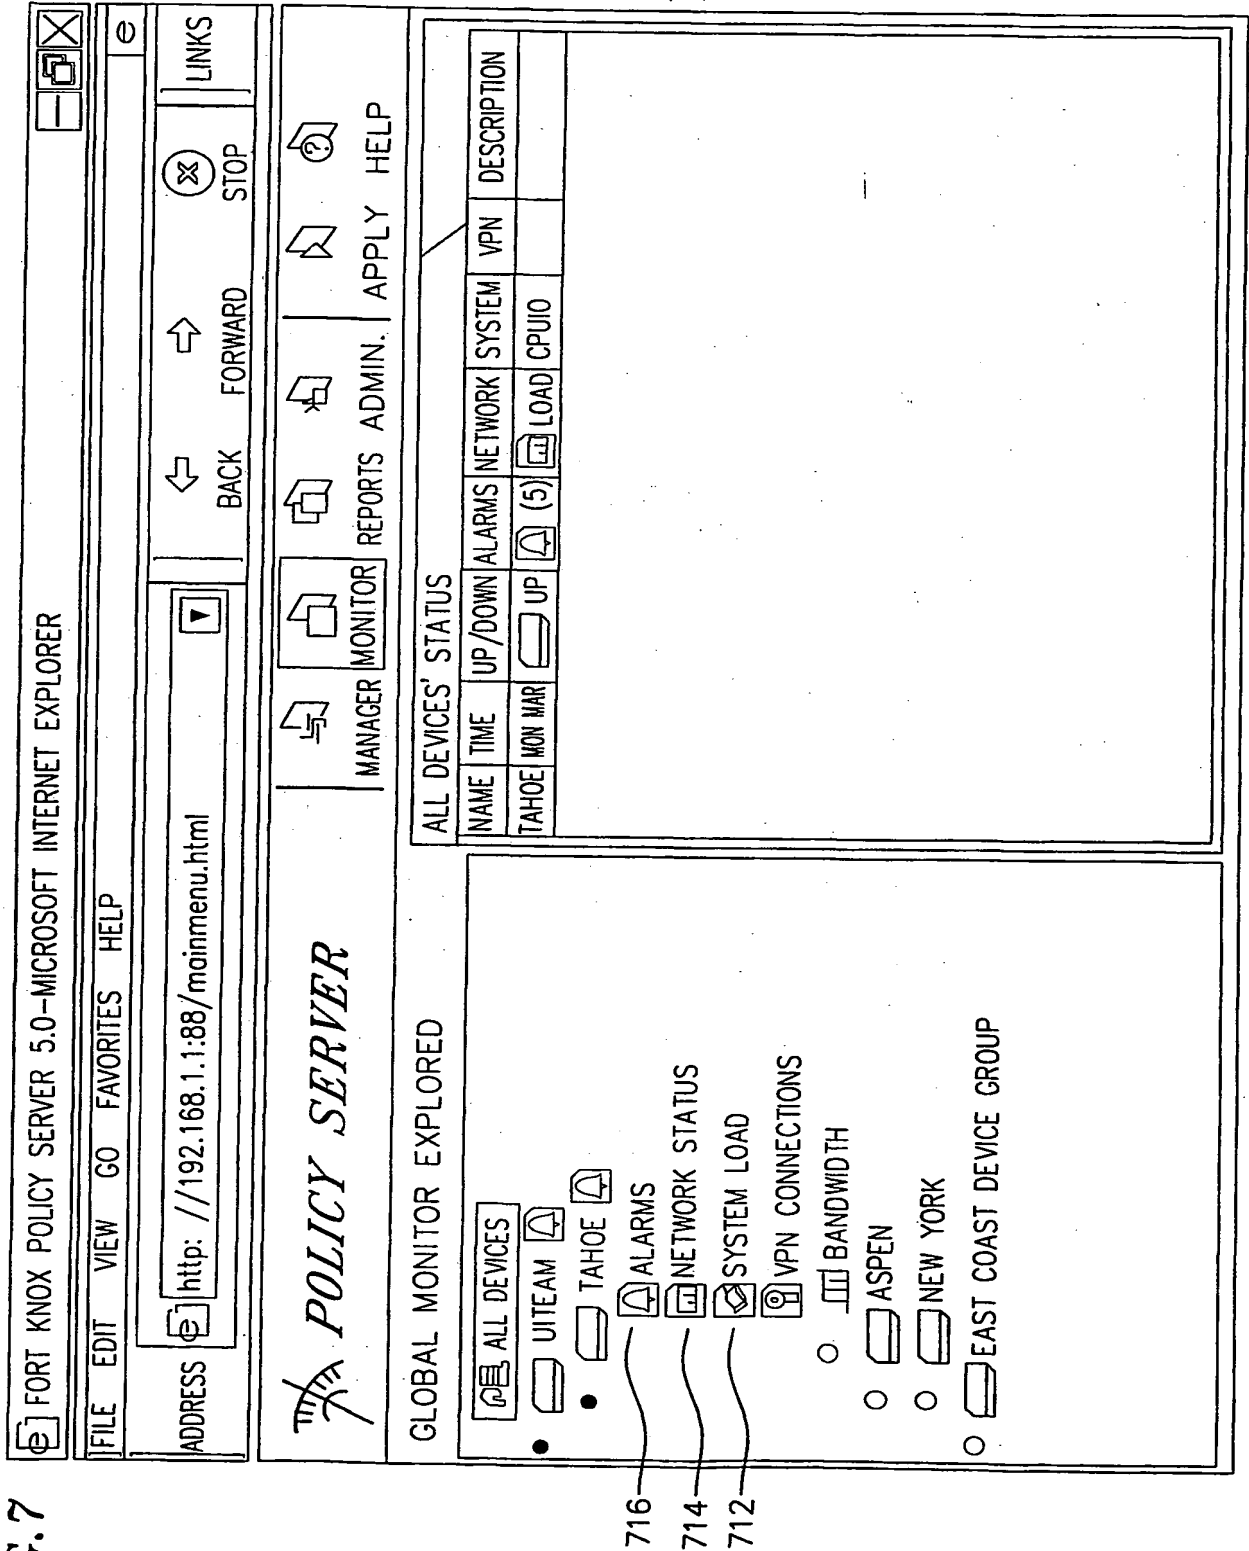 FORT KNOX POLICY SERVER 5.0-MICROSOFT INTERNET EXPLORER
FILE EDIT VIEW GO FAVORITES HELP
ADDRESS http: //192.168.1.1:88/mainmenu.html
BACK FORWARD STOP
LINKS
POLICY SERVER
MANAGER MONITOR REPORTS ADMIN. APPLY HELP
GLOBAL MONITOR EXPLORED
ALL DEVICES
UITEAM
TAHOE
716 ALARMS
714 NETWORK STATUS
712 SYSTEM LOAD
VPN CONNECTIONS
BANDWIDTH
ASPEN
NEW YORK
EAST COAST DEVICE GROUP
ALL DEVICES' STATUS
NAME TIME UP/DOWN ALARMS NETWORK SYSTEM VPN DESCRIPTION
TAHOE MON MAR UP (5) LOAD CPUIO